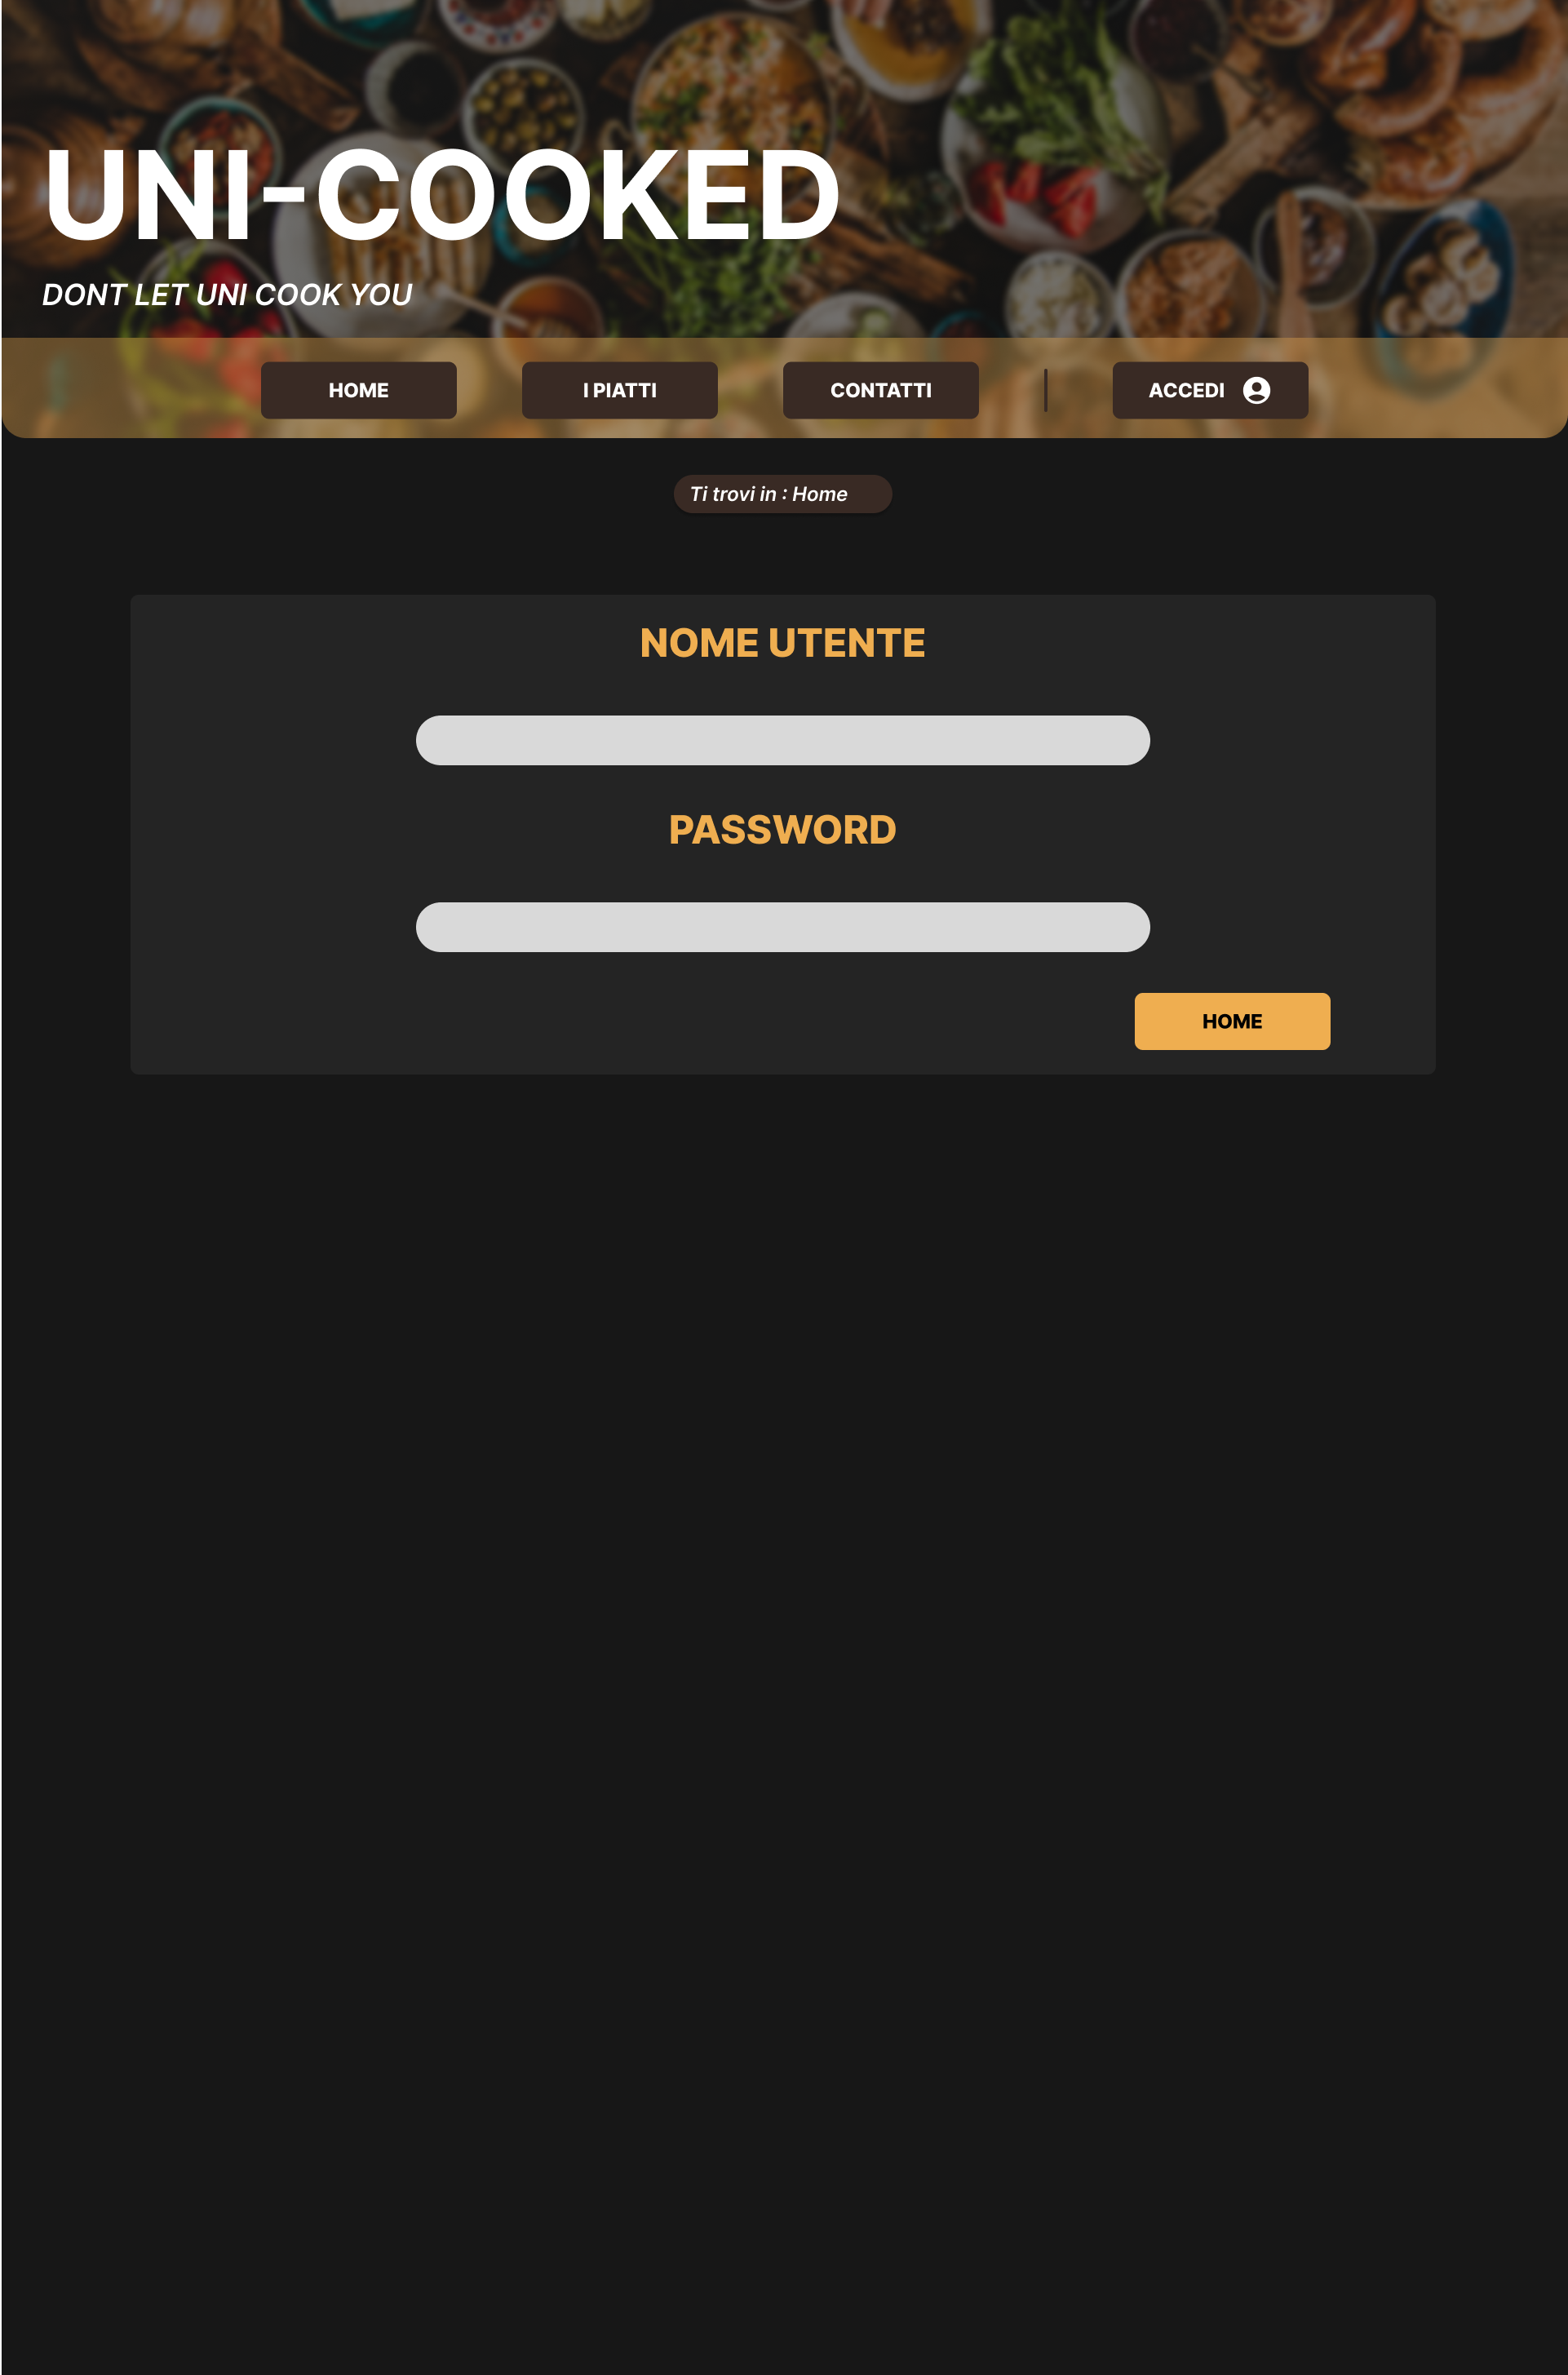 UNI-COOKED
DONT LET UNI COOK YOU
HOME
I PIATTI
CONTATTI
ACCEDI
Ti trovi in : Home
NOME UTENTE
PASSWORD
HOME